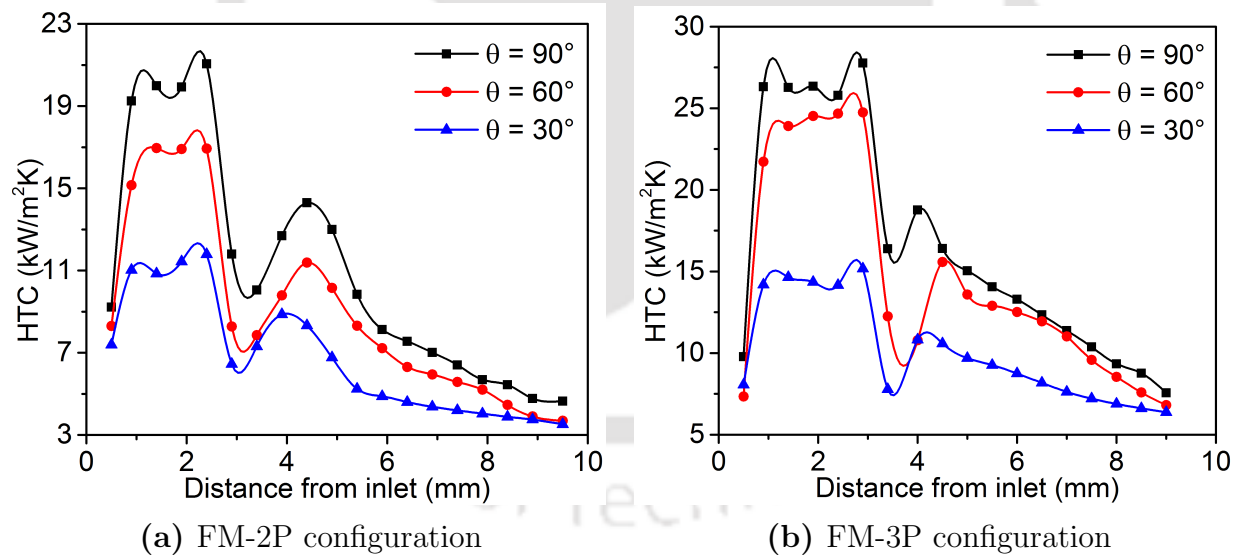 23
19
15
11
7
3
HTC (kW/m²K)
θ = 90°
θ = 60°
θ = 30°
0 2 4 6 8 10
Distance from inlet (mm)
(a) FM-2P configuration
30
25
20
15
10
5
HTC (kW/m²K)
θ = 90°
θ = 60°
θ = 30°
0 2 4 6 8 10
Distance from inlet (mm)
(b) FM-3P configuration